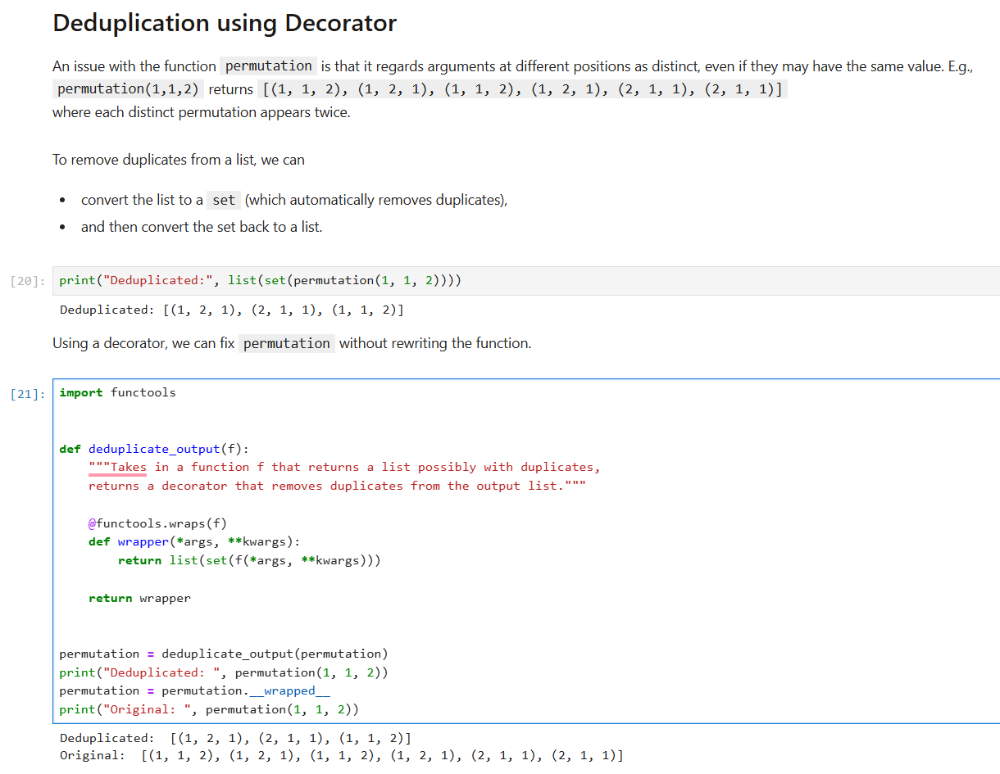 Deduplication using Decorator
An issue with the function permutation is that it regards arguments at different positions as distinct, even if they may have the same value. E.g.,
permutation(1,1,2) returns [(1, 1, 2), (1, 2, 1), (1, 1, 2), (1, 2, 1), (2, 1, 1), (2, 1, 1)]
where each distinct permutation appears twice.
To remove duplicates from a list, we can
• convert the list to a set (which automatically removes duplicates),
• and then convert the set back to a list.
[20]: print("Deduplicated:", list(set(permutation(1, 1, 2))))
Deduplicated: [(1, 2, 1), (2, 1, 1), (1, 1, 2)]
Using a decorator, we can fix permutation without rewriting the function.
[21]: import functools
def deduplicate_output(f):
    """Takes in a function f that returns a list possibly with duplicates,
    returns a decorator that removes duplicates from the output list."""
    @functools.wraps(f)
    def wrapper(*args, **kwargs):
        return list(set(f(*args, **kwargs)))
    return wrapper
permutation = deduplicate_output(permutation)
print("Deduplicated: ", permutation(1, 1, 2))
permutation = permutation.__wrapped__
print("Original: ", permutation(1, 1, 2))
Deduplicated:  [(1, 2, 1), (2, 1, 1), (1, 1, 2)]
Original:  [(1, 1, 2), (1, 2, 1), (1, 1, 2), (1, 2, 1), (2, 1, 1), (2, 1, 1)]